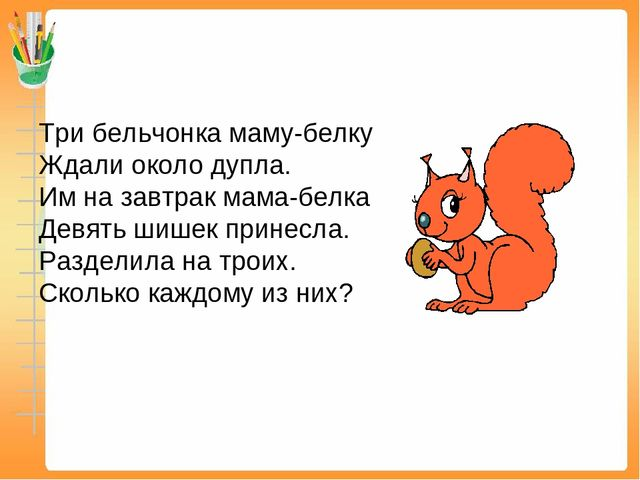 Три бельчонка маму-белку
Ждали около дупла.
Им на завтрак мама-белка
Девять шишек принесла.
Разделила на троих.
Сколько каждому из них?